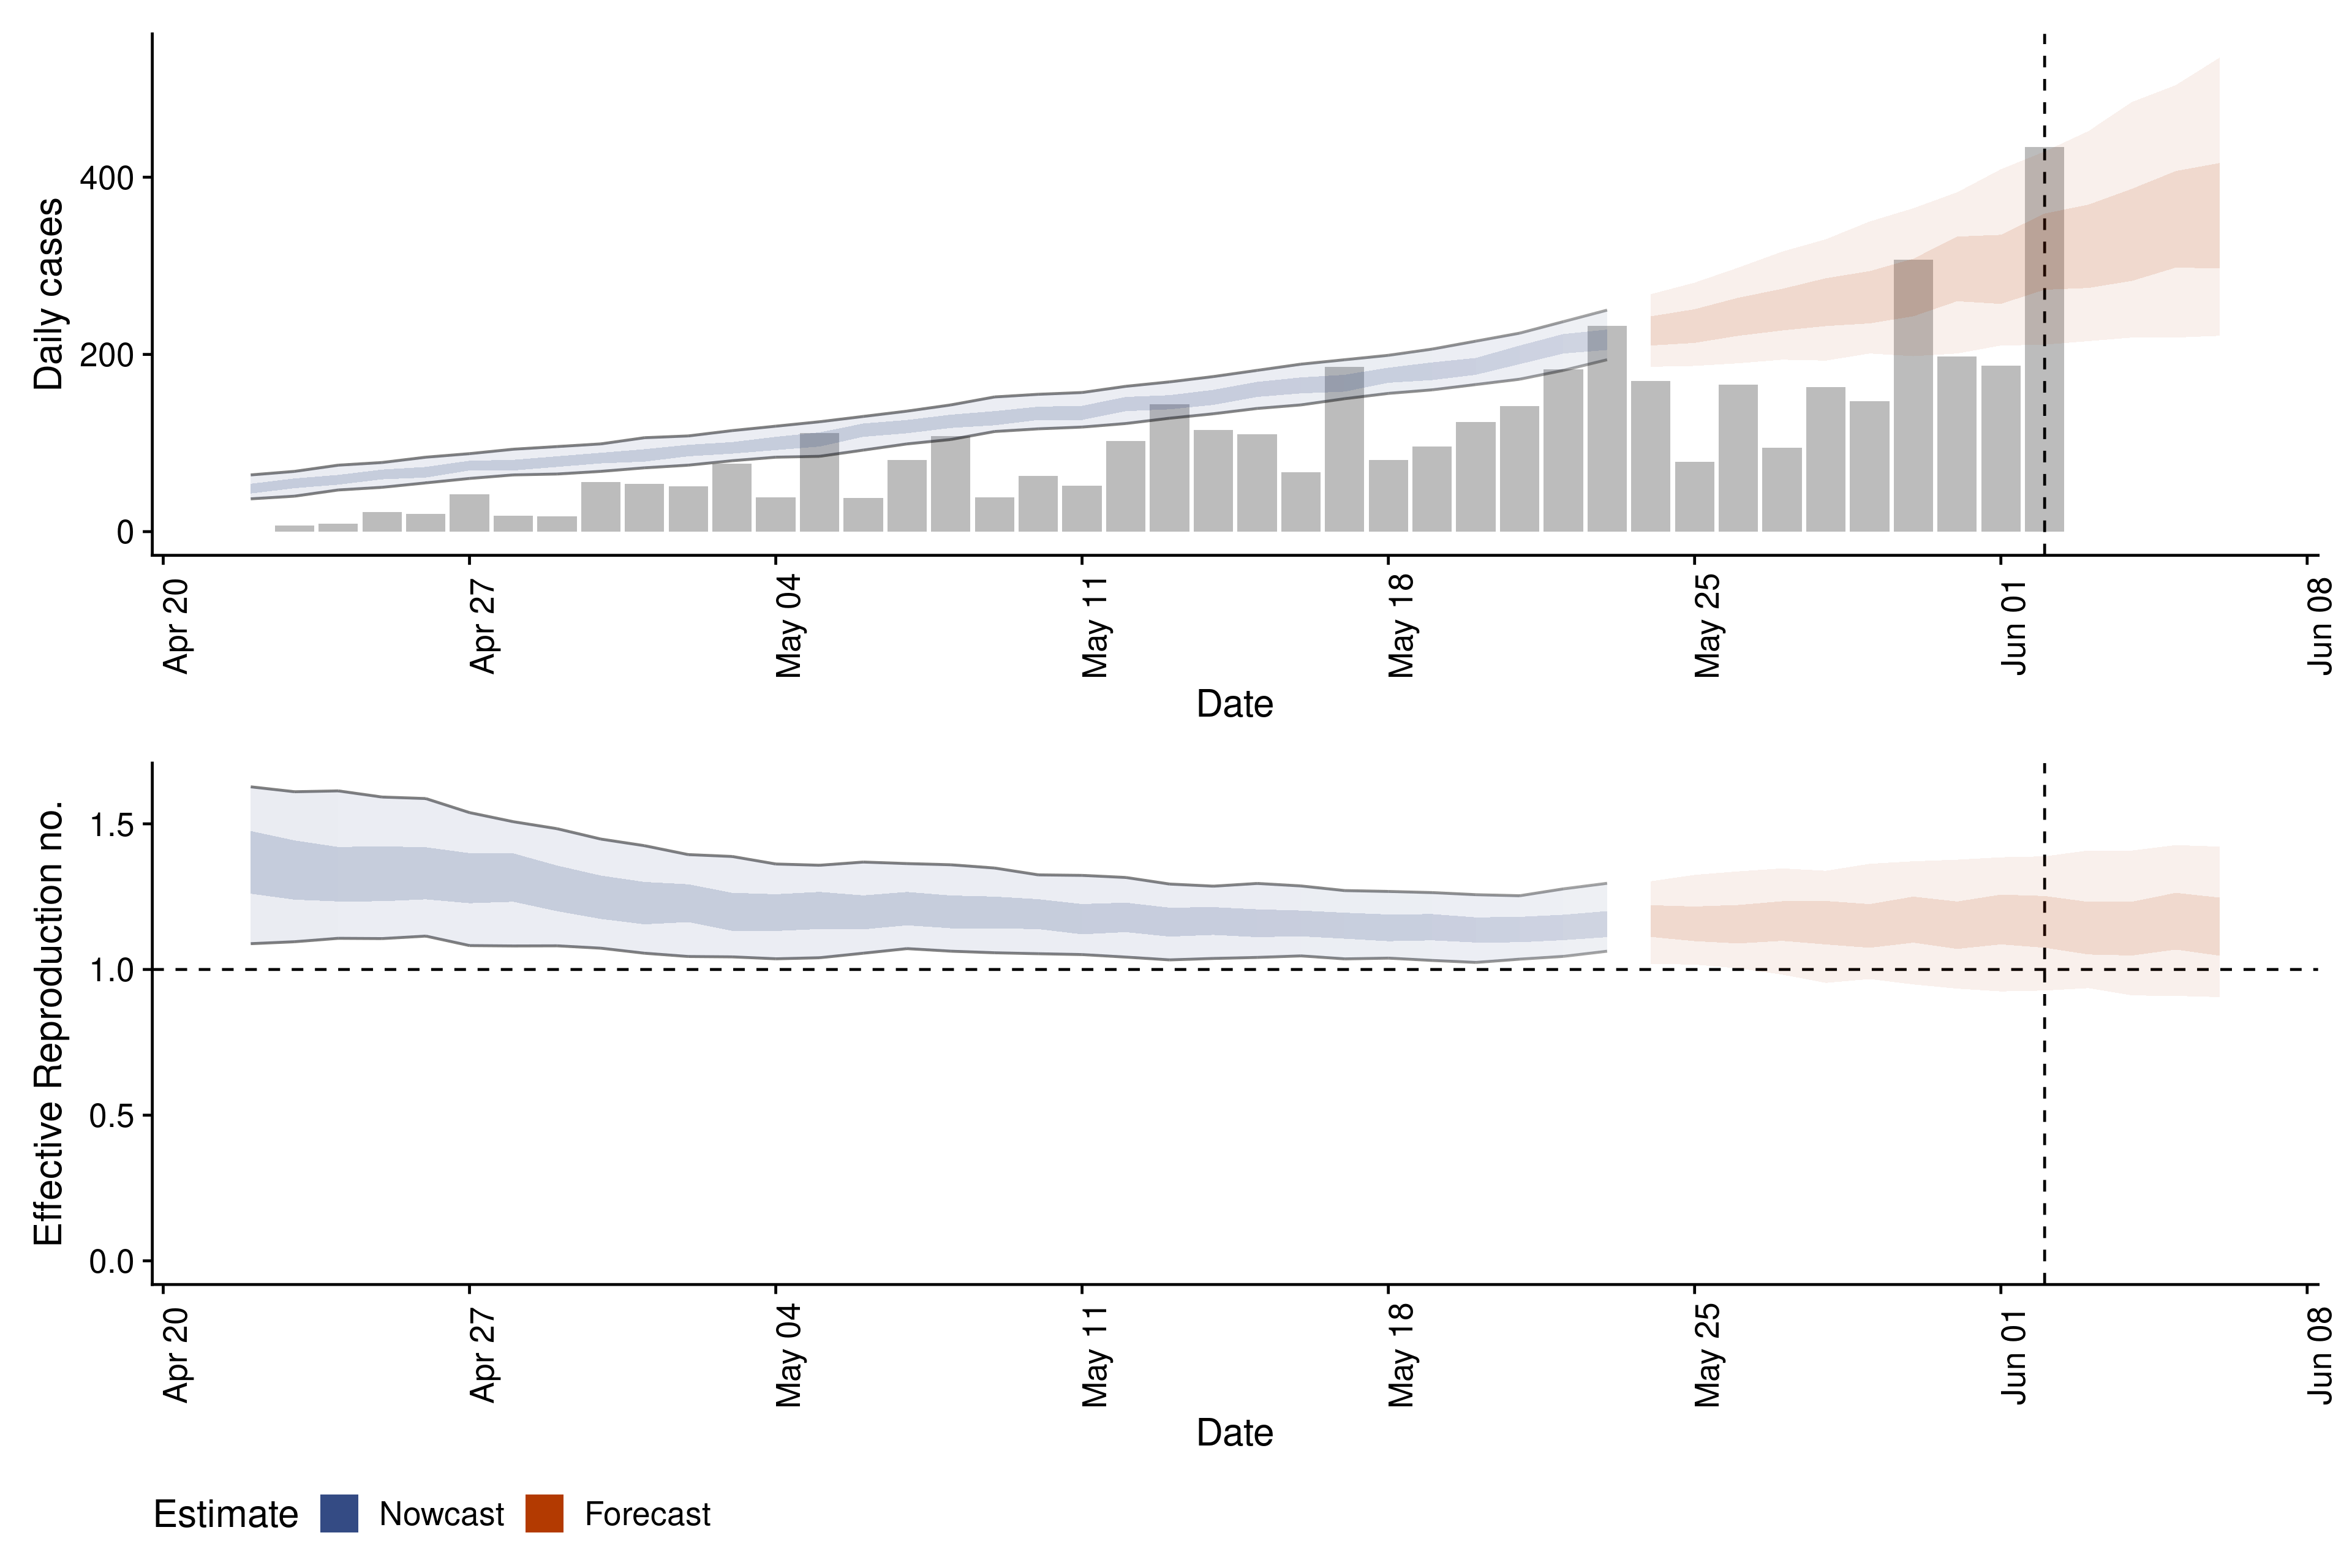 Daily cases
400
200
0
Apr 20
Apr 27
May 04
May 11
May 18
May 25
Jun 01
Jun 08
Date
Effective Reproduction no.
1.5
1.0
0.5
0.0
Apr 20
Apr 27
May 04
May 11
May 18
May 25
Jun 01
Jun 08
Date
Estimate Nowcast Forecast